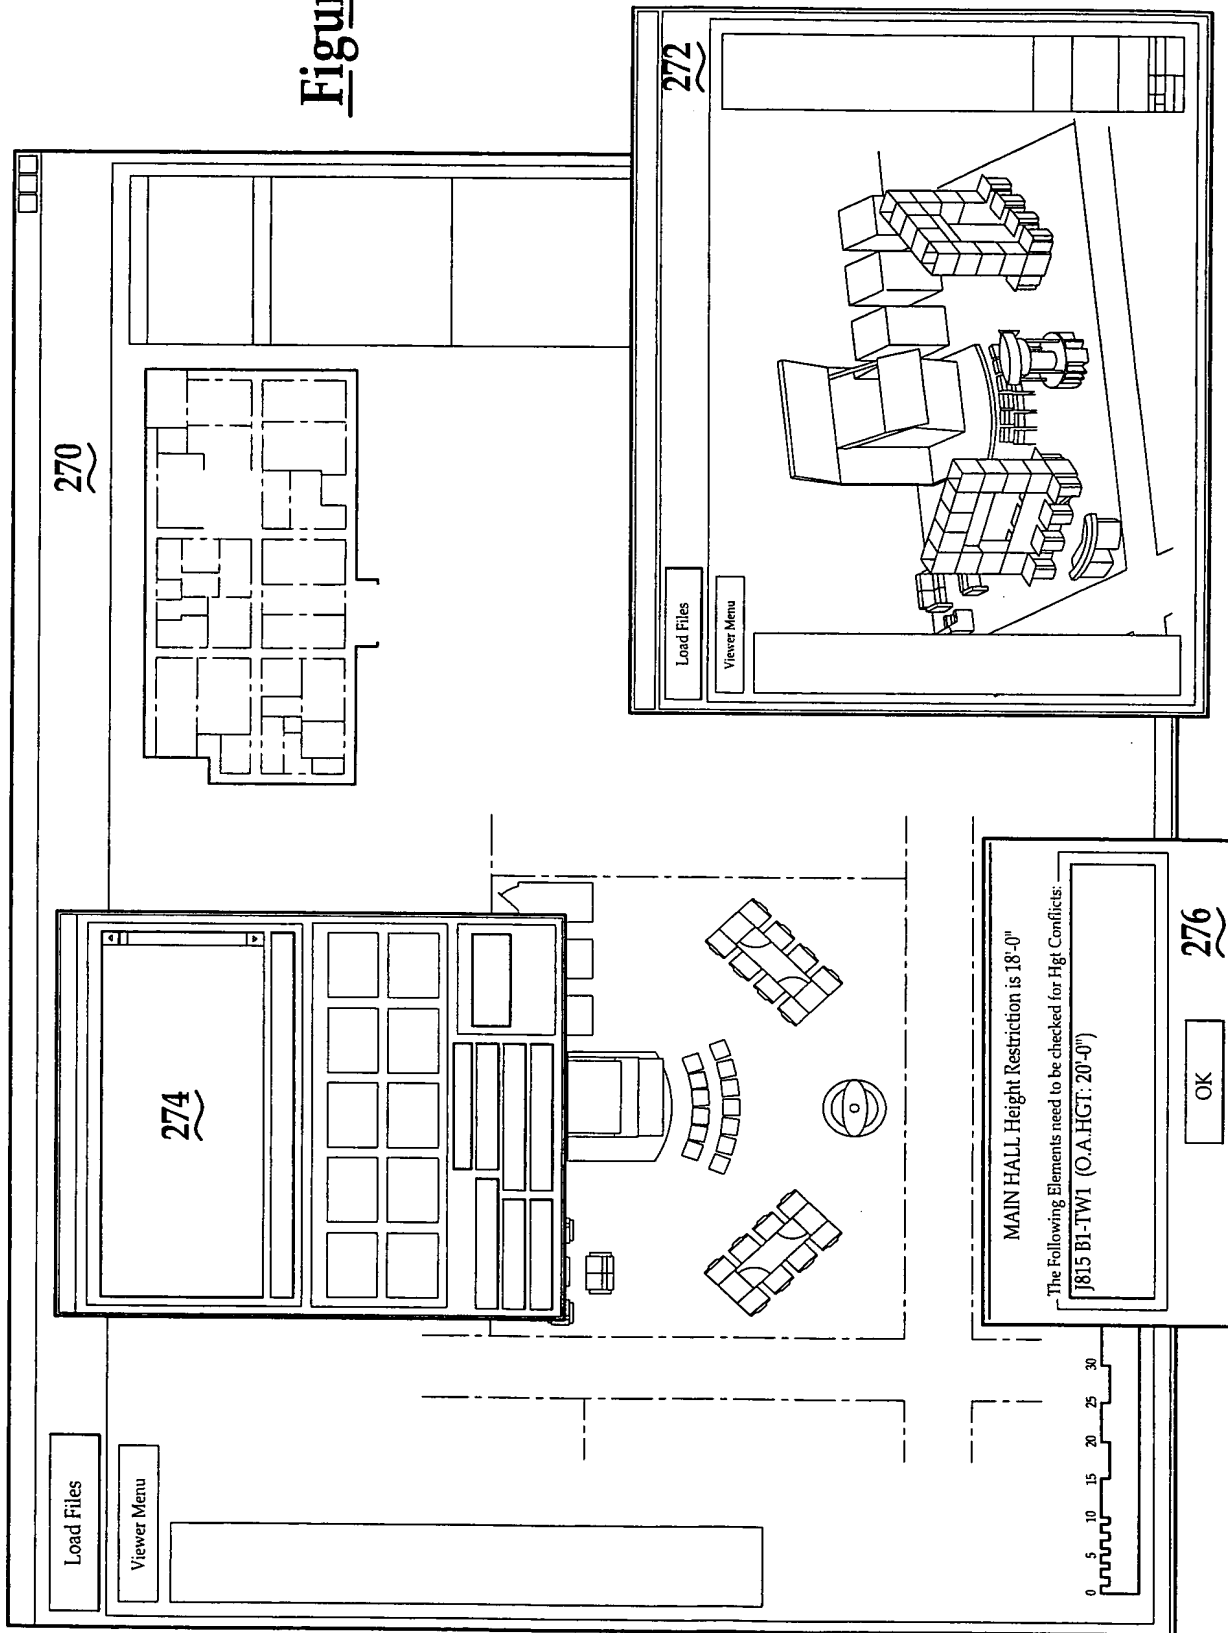 Load Files
Viewer Menu
270
274
0 5 10 15 20 25 30
Load Files
Viewer Menu
272
MAIN HALL Height Restriction is 18'-0"
The Following Elements need to be checked for Hgt Conflicts:
J815 B1-TW1 (O.A.HGT: 20'-0")
OK
276